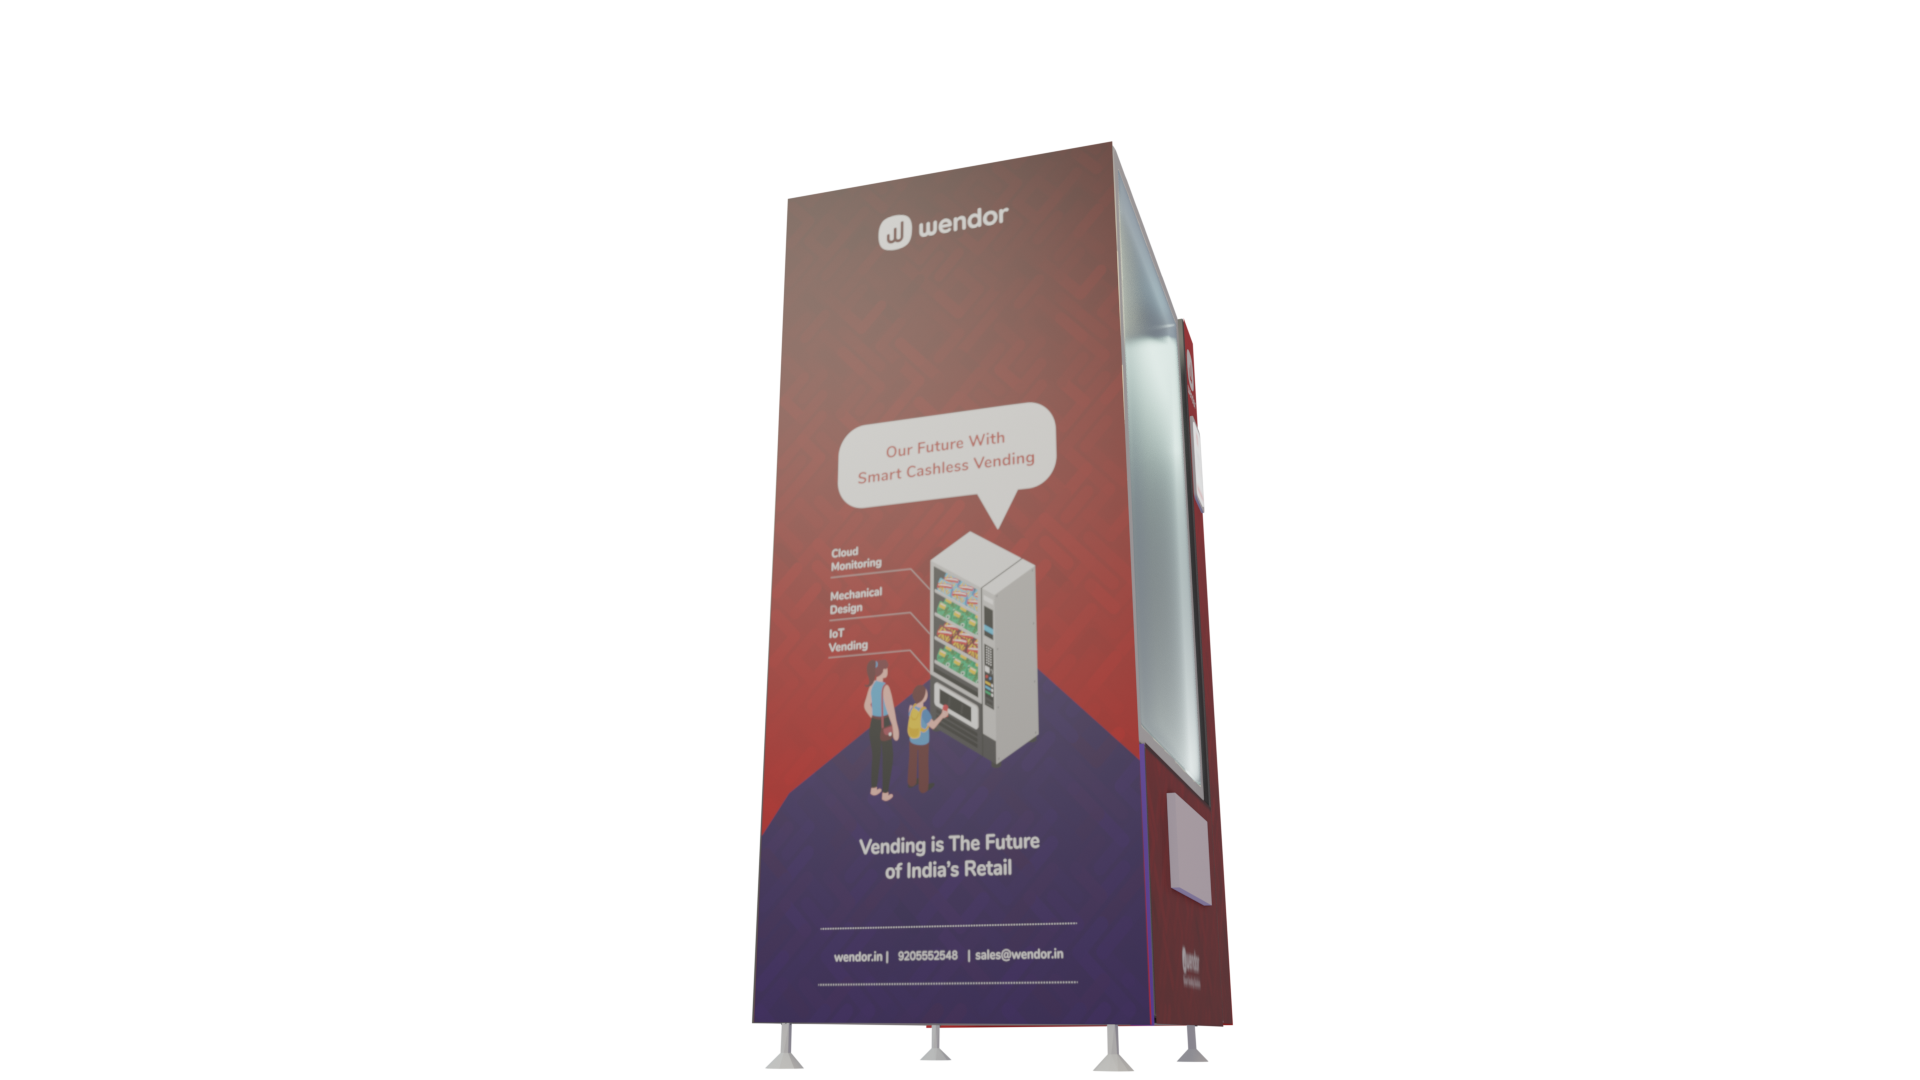 wendor
Our Future With
Smart Cashless Vending
Cloud
Monitoring
Mechanical
Design
IoT
Vending
Vending is The Future
of India's Retail
wendor.in | 9205552548 | sales@wendor.in
wendor